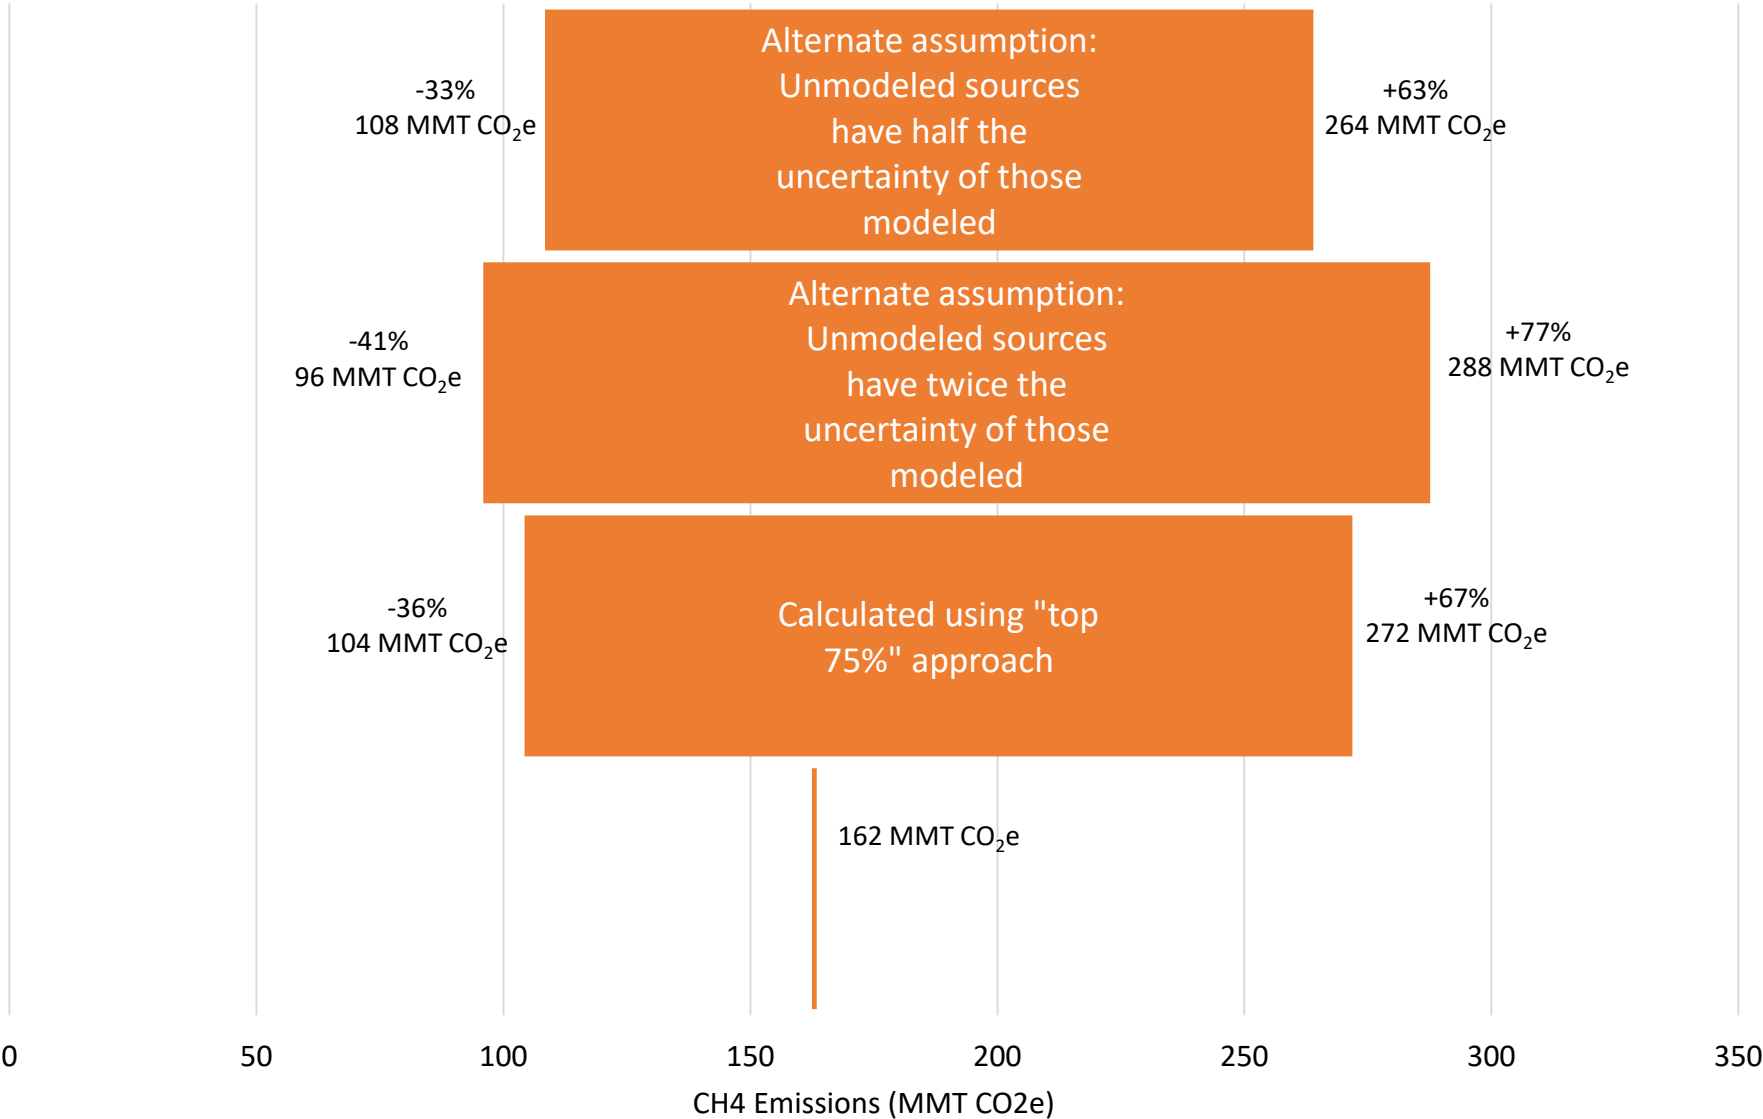 Alternate assumption:
Unmodeled sources
have half the
uncertainty of those
modeled
-33%
108 MMT CO₂e
+63%
264 MMT CO₂e
Alternate assumption:
Unmodeled sources
have twice the
uncertainty of those
modeled
-41%
96 MMT CO₂e
+77%
288 MMT CO₂e
Calculated using "top
75%" approach
-36%
104 MMT CO₂e
+67%
272 MMT CO₂e
162 MMT CO₂e
0 50 100 150 200 250 300 350
CH4 Emissions (MMT CO2e)